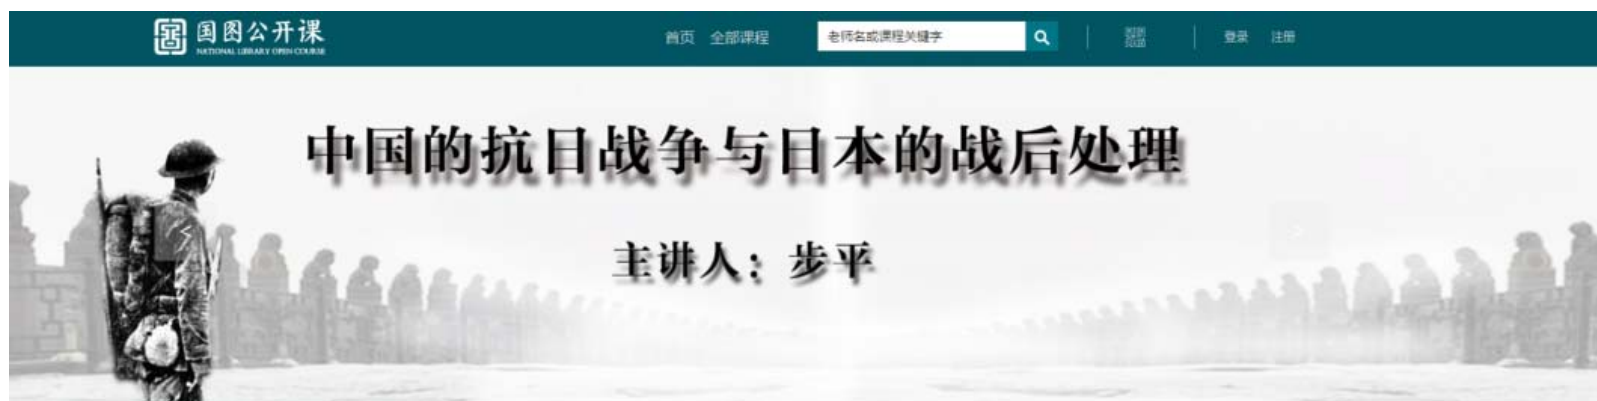 国图公开课
NATIONAL LIBRARY OPEN COURSE
首页 全部课程 老师名或课程关键字 登录 注册
中国的抗日战争与日本的战后处理
主讲人：步平